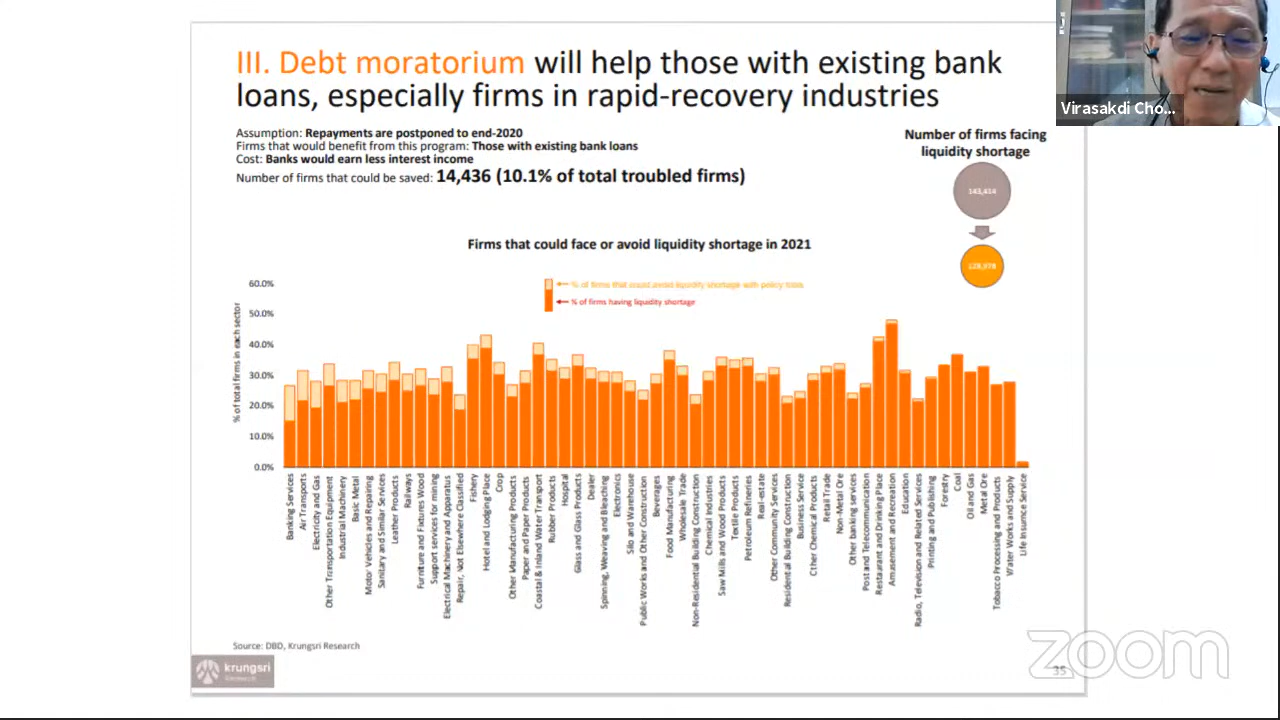 III. Debt moratorium will help those with existing bank
loans, especially firms in rapid-recovery industries
Virasakdi Cho...
Assumption: Repayments are postponed to end-2020
Firms that would benefit from this program: Those with existing bank loans
Cost: Banks would earn less interest income
Number of firms that could be saved: 14,436 (10.1% of total troubled firms)
Number of firms facing
liquidity shortage
143,414
128,978
Firms that could face or avoid liquidity shortage in 2021
% of firms that could avoid liquidity shortage with policy tools
% of firms having liquidity shortage
% of total firms in each sector
60.0%
50.0%
40.0%
30.0%
20.0%
10.0%
0.0%
Banking Services
Air Transports
Electricity and Gas
Other Transportation Equipment
Industrial Machinery
Basic Metal
Motor Vehicles and Repairing
Sanitary and Similar Services
Leather Products
Railways
Furniture and Fixtures Wood
Support services for mining
Electrical Machinery and Apparatus
Repair, Not Elsewhere Classified
Fishery
Hotel and Lodging Place
Crop
Other Manufacturing Products
Paper and Paper Products
Coastal & Inland Water Transport
Rubber Products
Hospital
Glass and Glass Products
Dealer
Spinning, Weaving and Bleaching
Electronics
Silo and Warehouse
Public Works and Other Construction
Beverages
Food Manufacturing
Wholesale Trade
Non-Residential Building Construction
Chemical Industries
Saw Mills and Wood Products
Textile Products
Petroleum Refineries
Real-estate
Other Community Services
Residential Building Construction
Business Service
Other Chemical Products
Retail Trade
Non-Metal Ore
Other banking services
Post and Telecommunication
Restaurant and Drinking Place
Amusement and Recreation
Education
Radio, Television and Related Services
Printing and Publishing
Forestry
Coal
Oil and Gas
Metal Ore
Tobacco Processing and Products
Water Works and Supply
Life Insurnce Service
Source: DBD, Krungsri Research
krungsri
Research
35
zoom